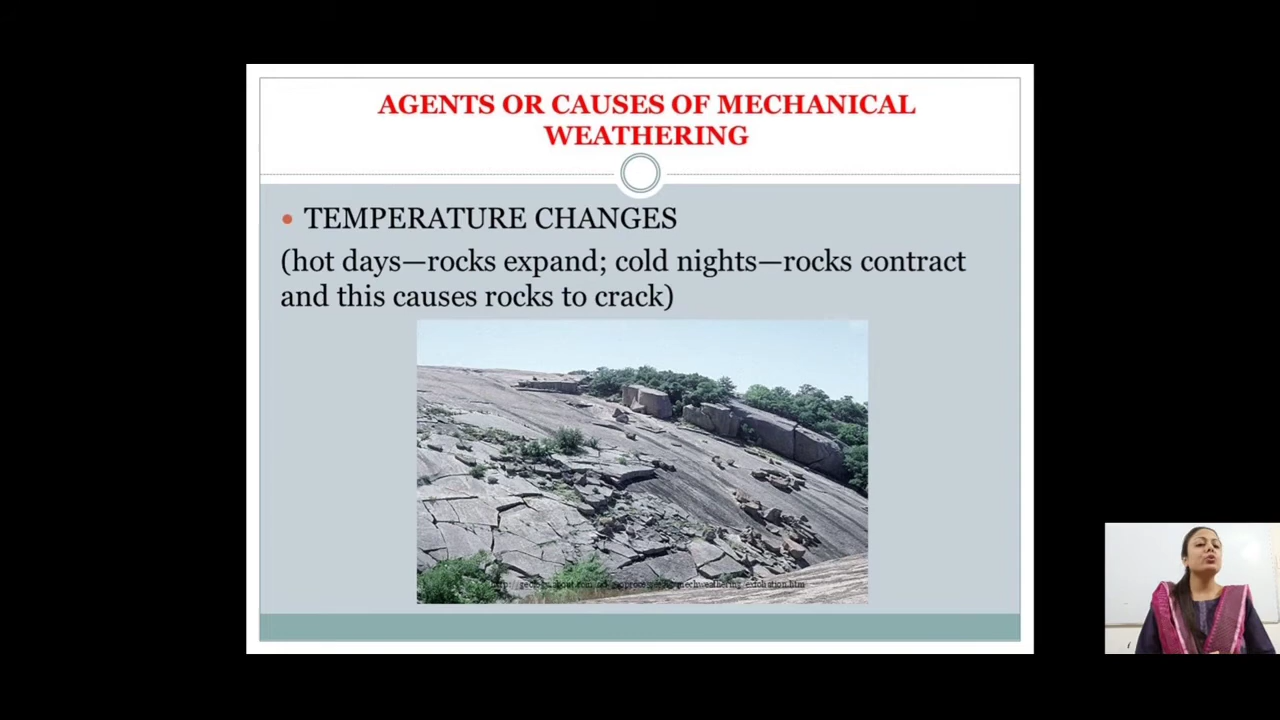 AGENTS OR CAUSES OF MECHANICAL
WEATHERING
• TEMPERATURE CHANGES
(hot days—rocks expand; cold nights—rocks contract
and this causes rocks to crack)